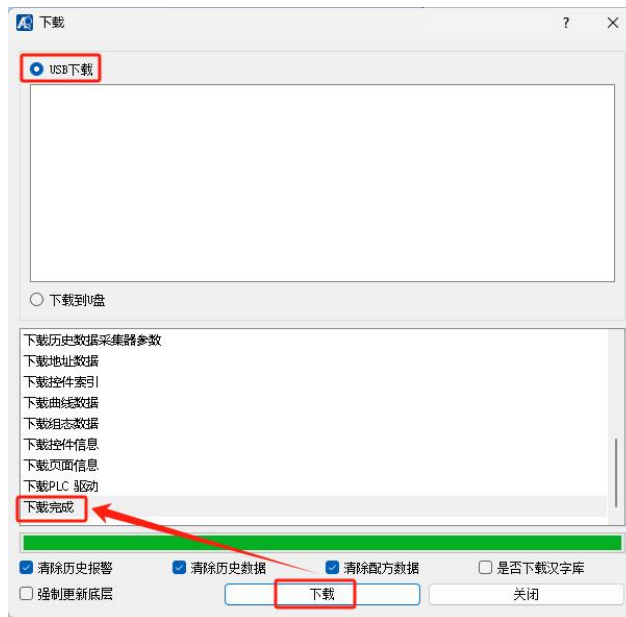 下载
USB下载
下载到U盘
下载历史数据采集器参数
下载地址数据
下载控件索引
下载曲线数据
下载组态数据
下载控件信息
下载页面信息
下载PLC 驱动
下载完成
清除历史报警 清除历史数据 清除配方数据 是否下载汉字库
强制更新底层 下载 关闭